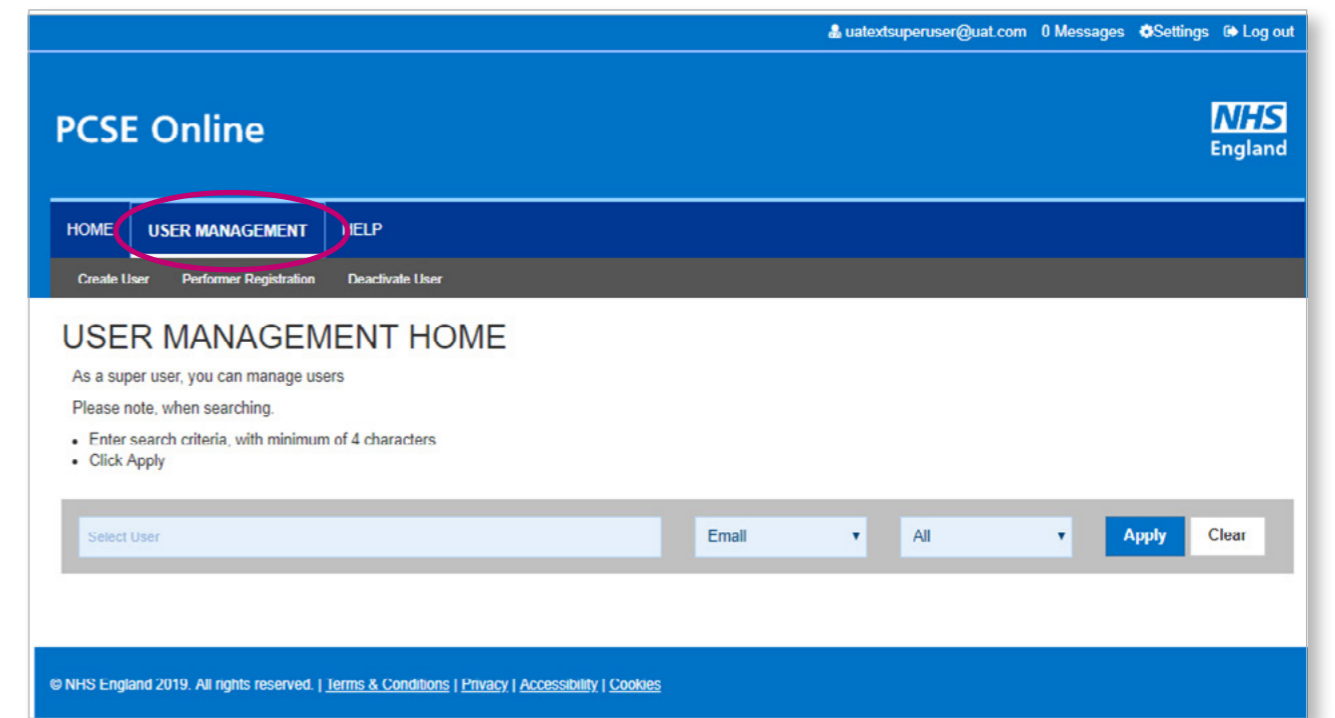 uatextsuperuser@uat.com 0 Messages Settings Log out
PCSE Online
NHS
England
HOME USER MANAGEMENT HELP
Create User Performer Registration Deactivate User
USER MANAGEMENT HOME
As a super user, you can manage users
Please note, when searching.
• Enter search criteria, with minimum of 4 characters
• Click Apply
Select User Email All Apply Clear
© NHS England 2019. All rights reserved. | Terms & Conditions | Privacy | Accessibility | Cookies